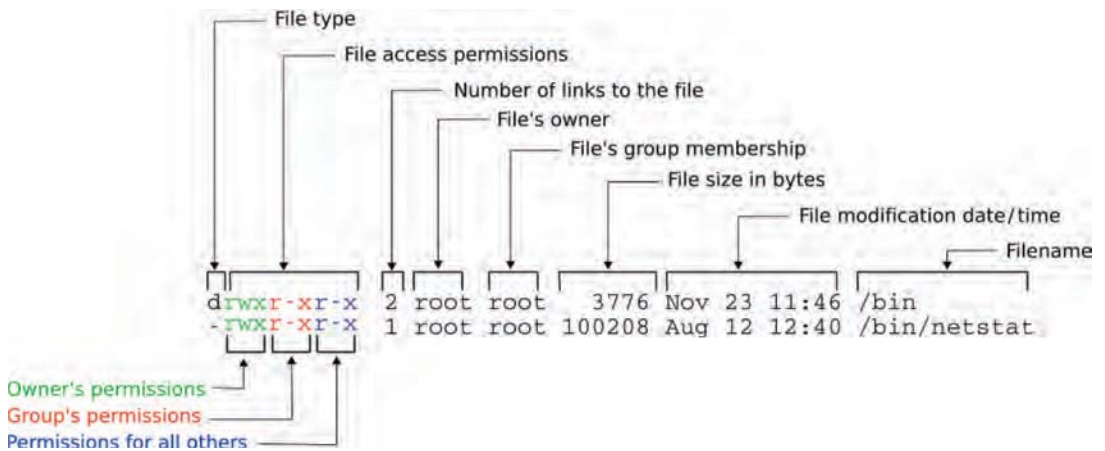 File type
File access permissions
Number of links to the file
File's owner
File's group membership
File size in bytes
File modification date/time
Filename
drwxr-xr-x 2 root root 3776 Nov 23 11:46 /bin
-rwxr-xr-x 1 root root 100208 Aug 12 12:40 /bin/netstat
Owner's permissions
Group's permissions
Permissions for all others